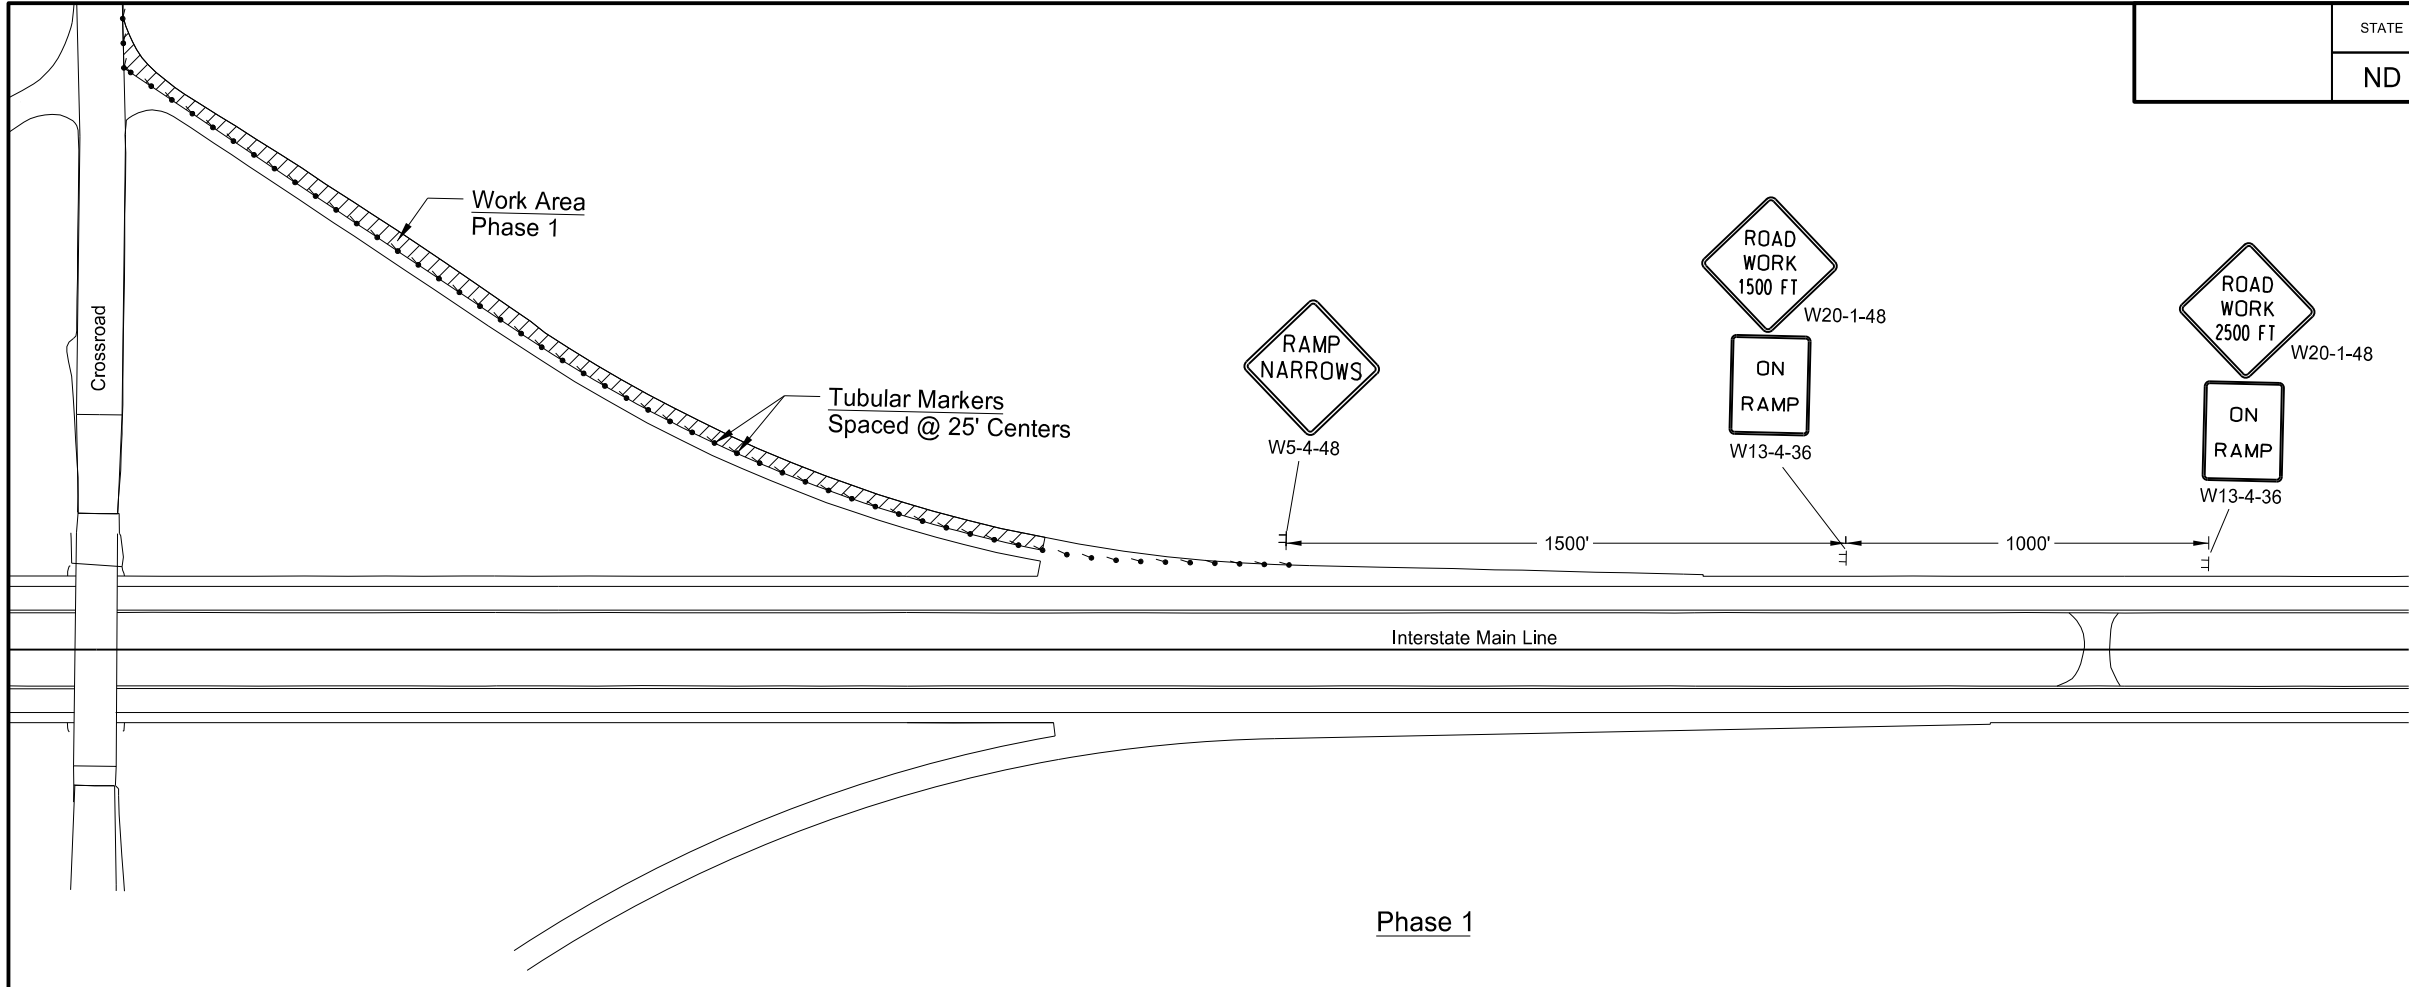 STATE
ND
Work Area
Phase 1
Crossroad
Tubular Markers
Spaced @ 25' Centers
RAMP
NARROWS
W5-4-48
ROAD
WORK
1500 FT
W20-1-48
ON
RAMP
W13-4-36
ROAD
WORK
2500 FT
W20-1-48
ON
RAMP
W13-4-36
1500'
1000'
Interstate Main Line
Phase 1